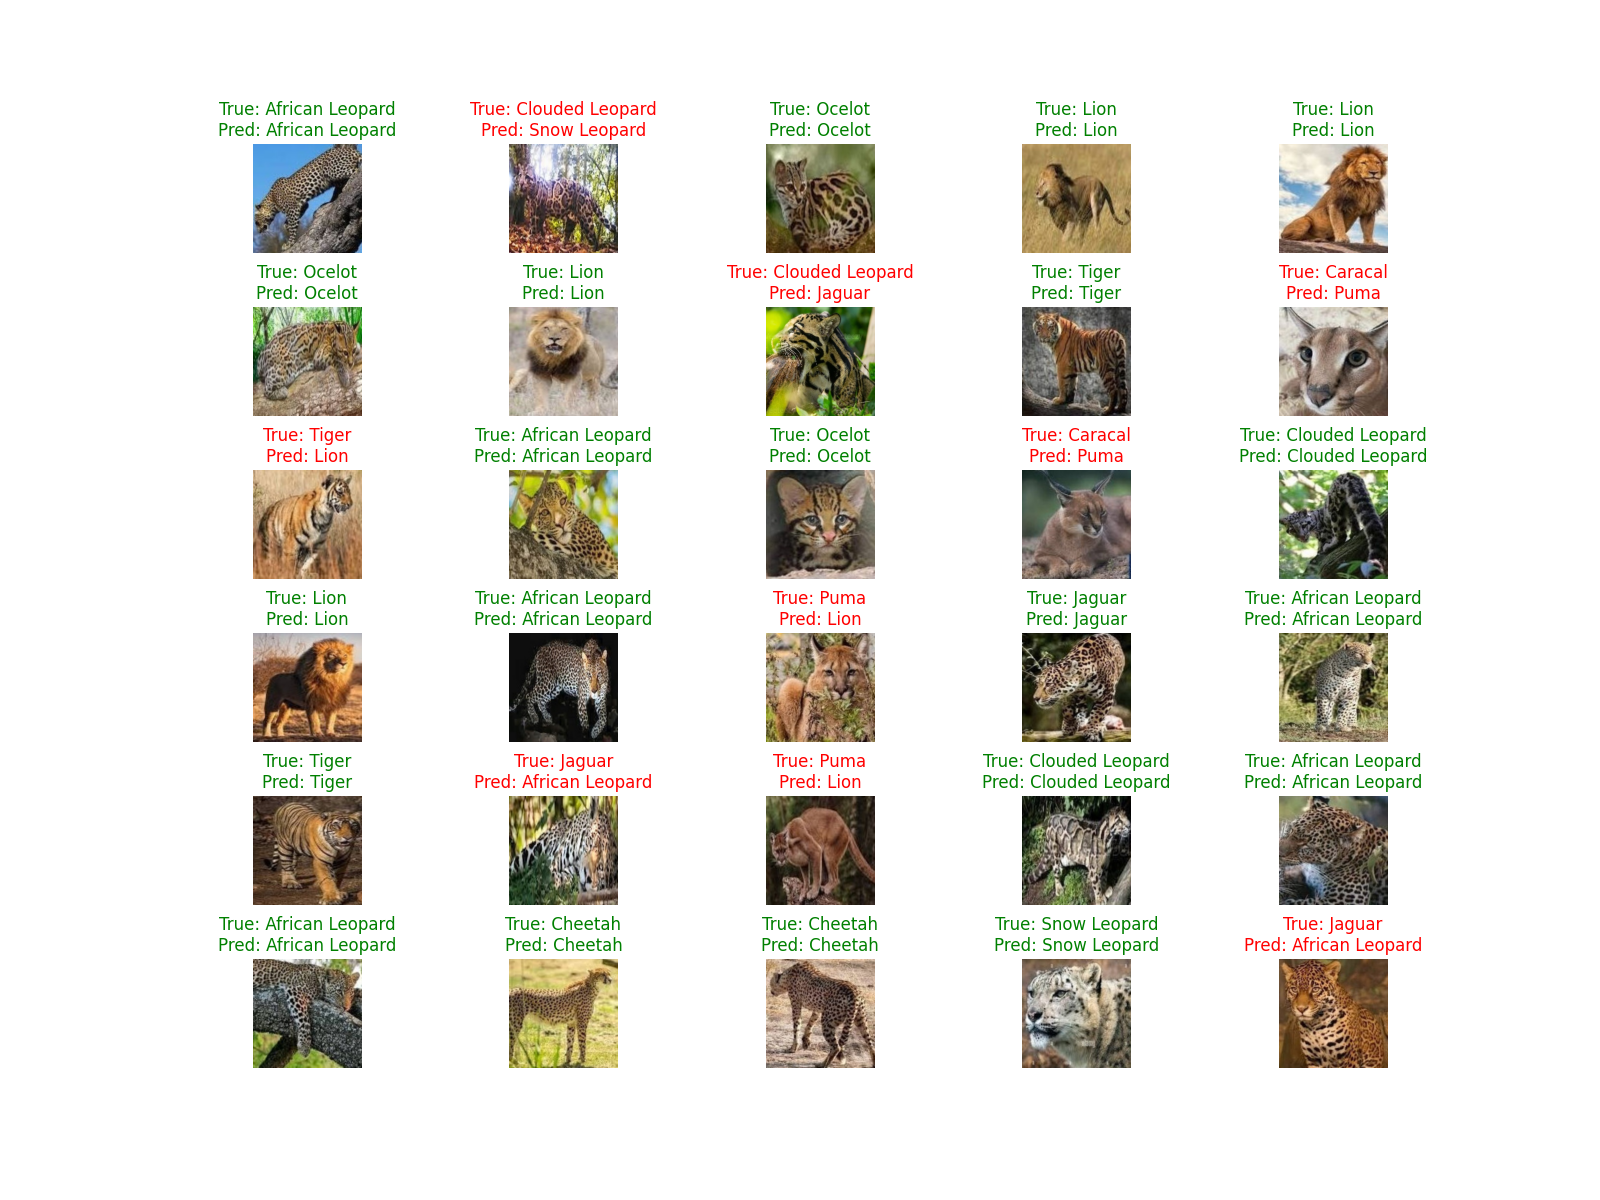 True: African Leopard
Pred: African Leopard
True: Clouded Leopard
Pred: Snow Leopard
True: Ocelot
Pred: Ocelot
True: Lion
Pred: Lion
True: Lion
Pred: Lion
True: Ocelot
Pred: Ocelot
True: Lion
Pred: Lion
True: Clouded Leopard
Pred: Jaguar
True: Tiger
Pred: Tiger
True: Caracal
Pred: Puma
True: Tiger
Pred: Lion
True: African Leopard
Pred: African Leopard
True: Ocelot
Pred: Ocelot
True: Caracal
Pred: Puma
True: Clouded Leopard
Pred: Clouded Leopard
True: Lion
Pred: Lion
True: African Leopard
Pred: African Leopard
True: Puma
Pred: Lion
True: Jaguar
Pred: Jaguar
True: African Leopard
Pred: African Leopard
True: Tiger
Pred: Tiger
True: Jaguar
Pred: African Leopard
True: Puma
Pred: Lion
True: Clouded Leopard
Pred: Clouded Leopard
True: African Leopard
Pred: African Leopard
True: African Leopard
Pred: African Leopard
True: Cheetah
Pred: Cheetah
True: Cheetah
Pred: Cheetah
True: Snow Leopard
Pred: Snow Leopard
True: Jaguar
Pred: African Leopard